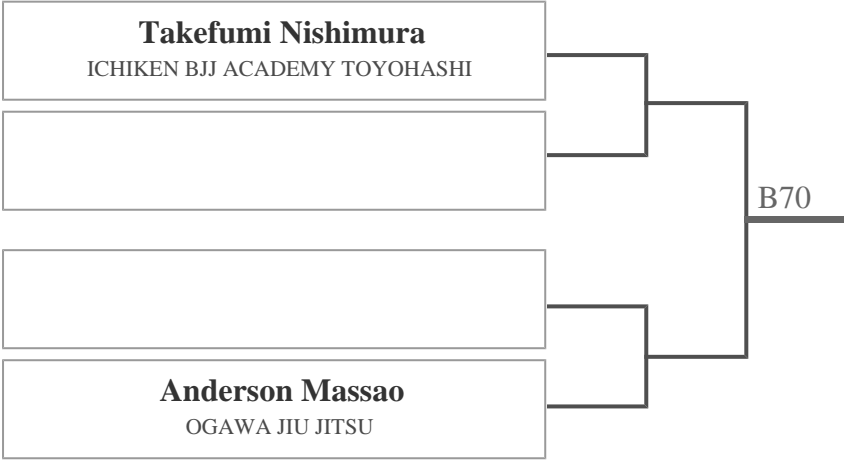 Takefumi Nishimura
ICHIKEN BJJ ACADEMY TOYOHASHI
B70
Anderson Massao
OGAWA JIU JITSU